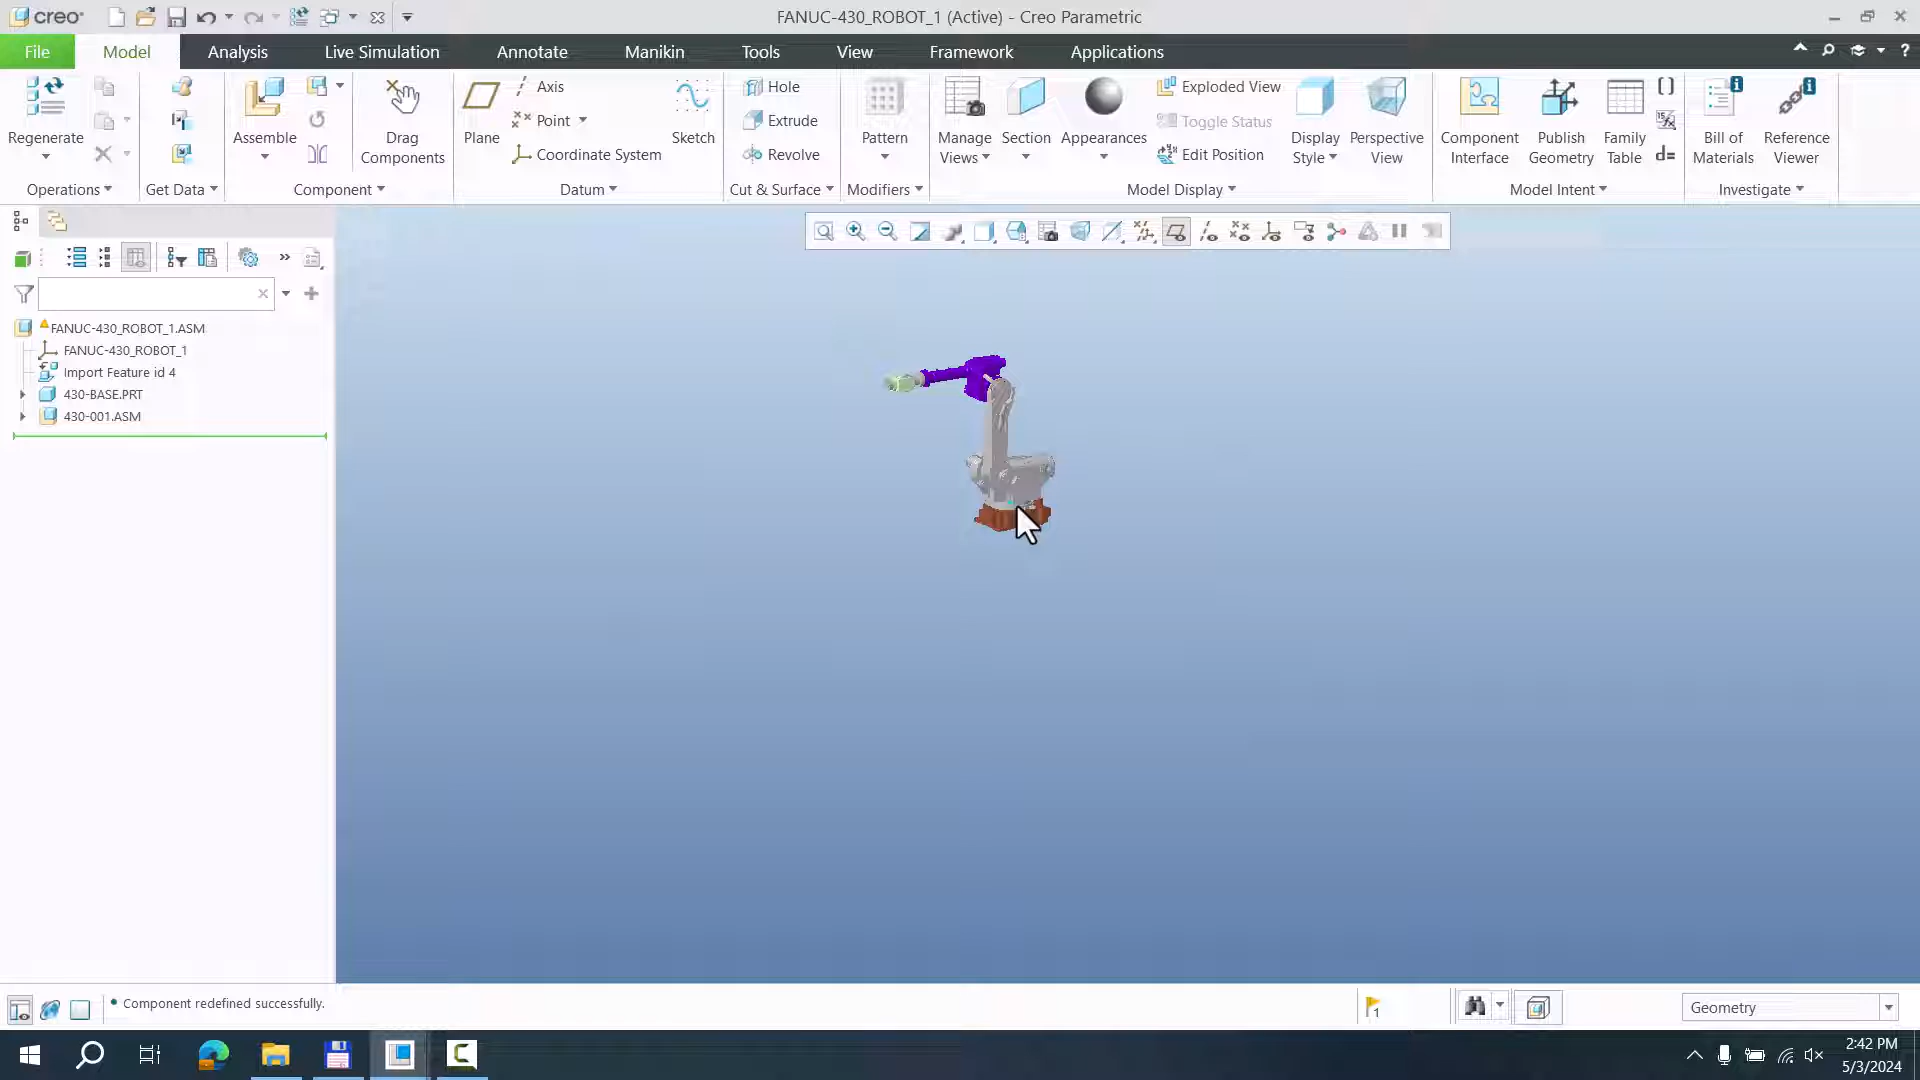 creo
FANUC-430_ROBOT_1 (Active) - Creo Parametric
File Model Analysis Live Simulation Annotate Manikin Tools View Framework Applications
Regenerate
Operations
Get Data
Assemble
Drag Components
Component
Plane
Axis
Point
Coordinate System
Sketch
Datum
Hole
Extrude
Revolve
Cut & Surface
Pattern
Modifiers
Manage Views
Section
Appearances
Exploded View
Toggle Status
Edit Position
Display Style
Perspective View
Model Display
Component Interface
Publish Geometry
Family Table
d=
Model Intent
Bill of Materials
Reference Viewer
Investigate
FANUC-430_ROBOT_1.ASM
FANUC-430_ROBOT_1
Import Feature id 4
430-BASE.PRT
430-001.ASM
Component redefined successfully.
1
Geometry
2:42 PM
5/3/2024